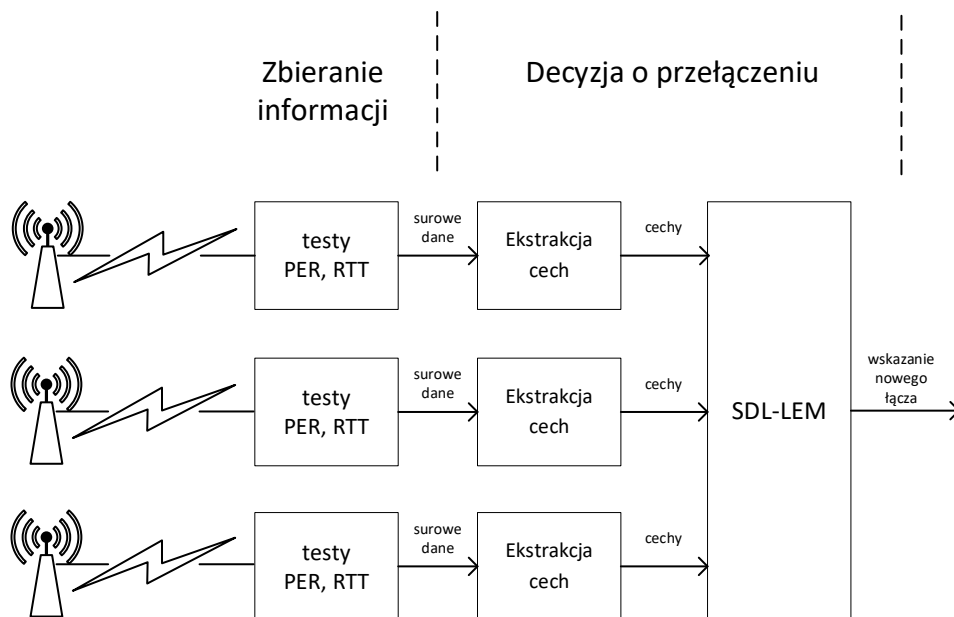 Zbieranie
informacji
Decyzja o przełączeniu
testy
PER, RTT
surowe
dane
Ekstrakcja
cech
cechy
testy
PER, RTT
surowe
dane
Ekstrakcja
cech
cechy
SDL-LEM
wskazanie
nowego
łącza
testy
PER, RTT
surowe
dane
Ekstrakcja
cech
cechy